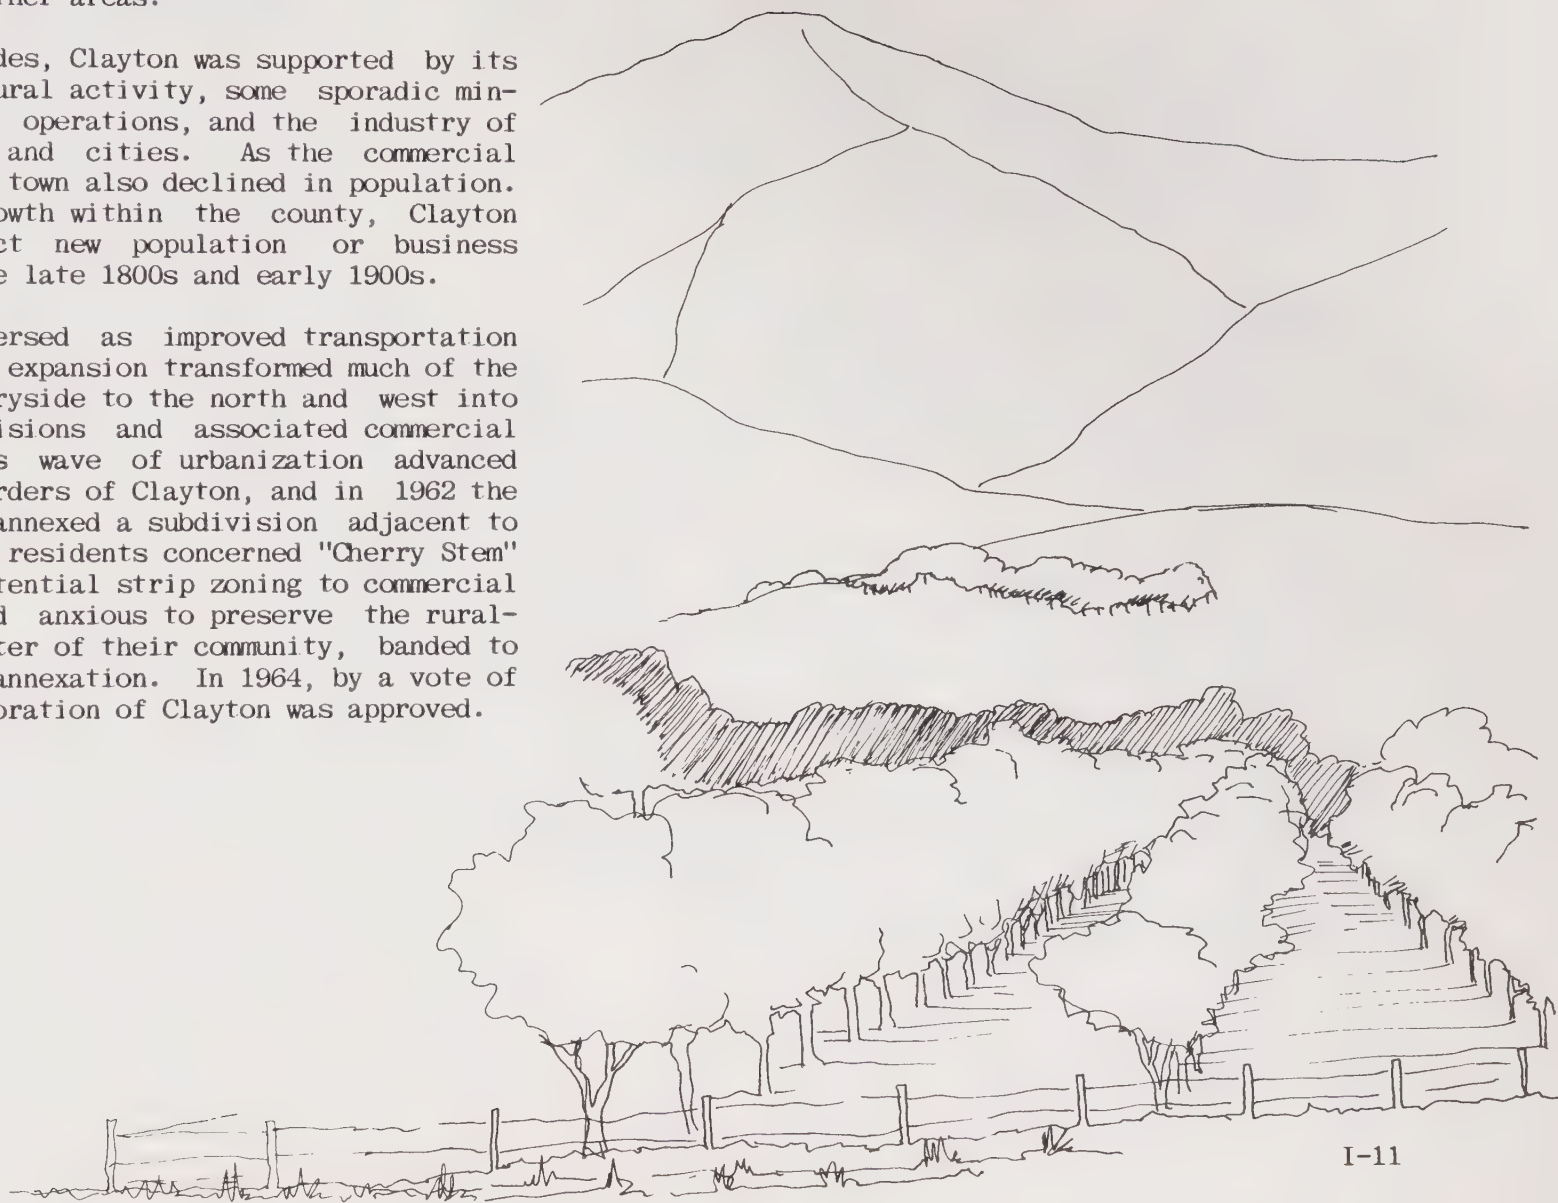 ner areas.
des, Clayton was supported by its
ural activity, some sporadic min-
operations, and the industry of
and cities. As the commercial
town also declined in population.
owth within the county, Clayton
ct new population or business
e late 1800s and early 1900s.
ersed as improved transportation
expansion transformed much of the
ryside to the north and west into
isions and associated commercial
s wave of urbanization advanced
rders of Clayton, and in 1962 the
annexed a subdivision adjacent to
residents concerned "Cherry Stem"
tential strip zoning to commercial
d anxious to preserve the rural-
ter of their community, banded to
annexation. In 1964, by a vote of
oration of Clayton was approved.
I-11